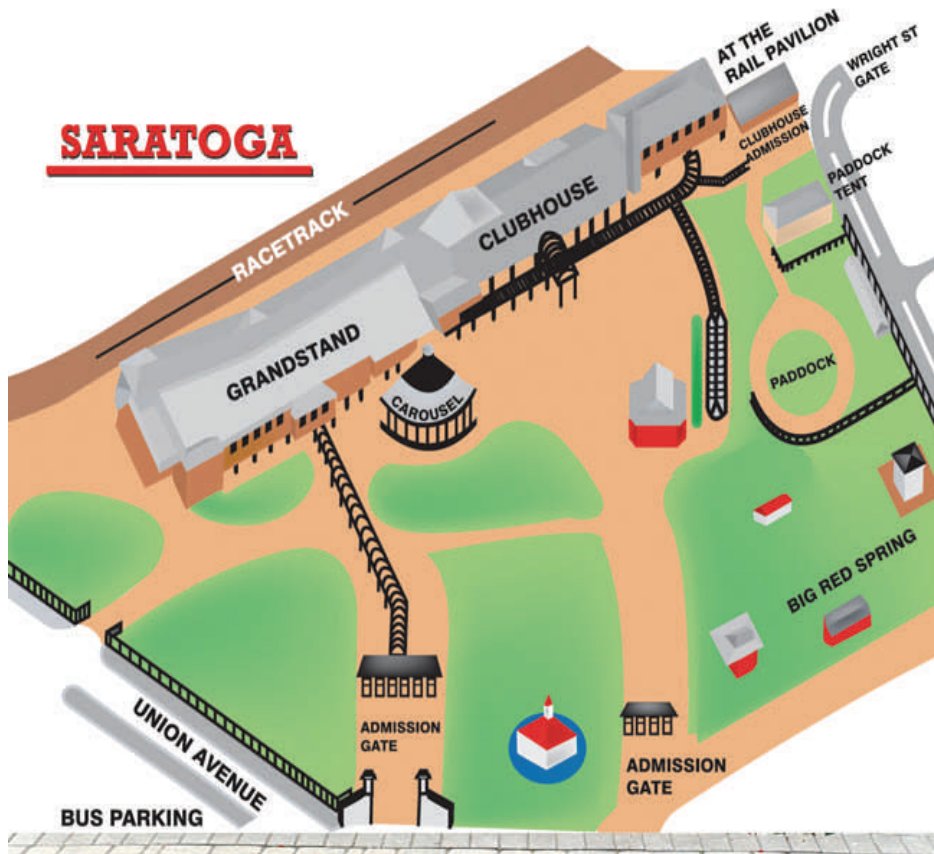 AT THE
RAIL PAVILION
WRIGHT ST
GATE
SARATOGA
CLUBHOUSE
ADMISSION
PADDOCK
TENT
RACETRACK
CLUBHOUSE
GRANDSTAND
CAROUSEL
PADDOCK
BIG RED SPRING
UNION AVENUE
ADMISSION
GATE
ADMISSION
GATE
BUS PARKING